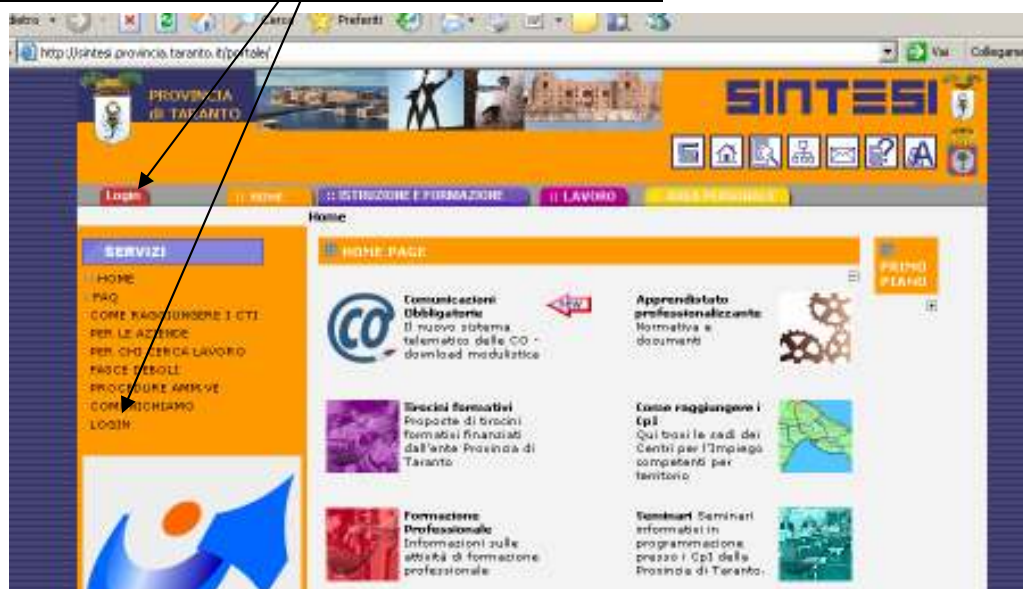 Cerca
Preferiti
http://sintesi.provincia.taranto.it/portale/
Vai
PROVINCIA
di TARANTO
SINTESI
Login
:: HOME
:: ISTRUZIONE E FORMAZIONE
:: LAVORO
Home
SERVIZI
HOME
FAQ
COME RAGGIUNGERE I CTI
PER LE AZIENDE
PER CHI CERCA LAVORO
FASCE DEBOLI
PROCEDURE AMM.VE
LOGIN
HOME PAGE
Comunicazioni
Obbligatorie
Il nuovo sistema
telematico delle CO -
download modulistica
NEW
Apprendistato
professionalizzante
Normativa e
documenti
Tirocini formativi
Proposte di tirocini
formativi finanziati
dall'ente Provincia di
Taranto
Come raggiungere i
CpI
Qui trovi le sedi dei
Centri per l'Impiego
competenti per
territorio
Formazione
Professionale
Informazioni sulle
attività di formazione
professionale
Seminari Seminari
informativi in
programmazione
presso i CpI della
Provincia di Taranto.
PRIMO
PIANO